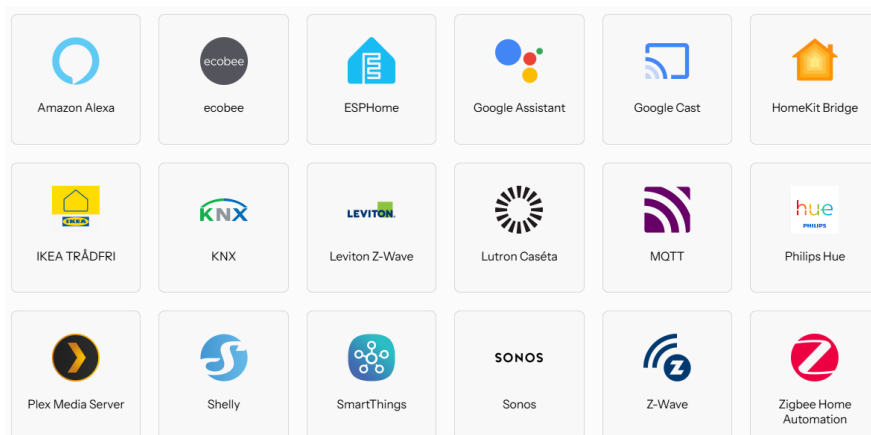 ecobee
Amazon Alexa
ecobee
ESPHome
Google Assistant
Google Cast
HomeKit Bridge
IKEA
KNX
LEVITON.
hue
PHILIPS
IKEA TRÅDFRI
KNX
Leviton Z-Wave
Lutron Caséta
MQTT
Philips Hue
SONOS
Plex Media Server
Shelly
SmartThings
Sonos
Z-Wave
Zigbee Home
Automation